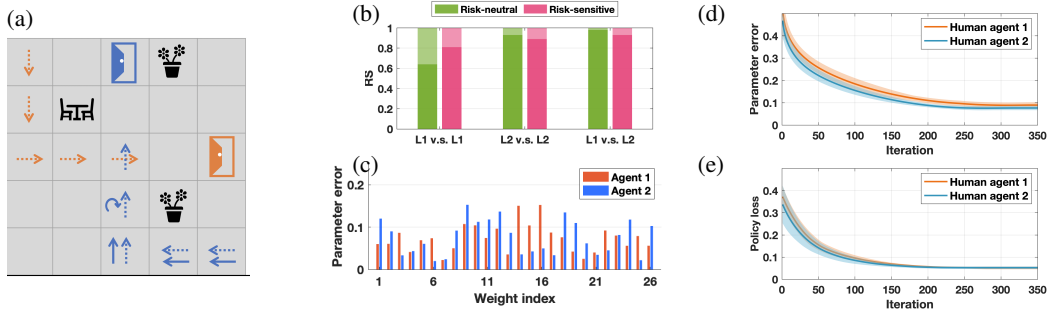 (a)
(b)
Risk-neutral Risk-sensitive
RS
1
0.8
0.6
0.4
0.2
0
L1 v.s. L1 L2 v.s. L2 L1 v.s. L2
(c)
Agent 1
Agent 2
Parameter error
0.2
0.1
0
1 6 11 16 21 26
Weight index
(d)
Human agent 1
Human agent 2
Parameter error
0.4
0.3
0.2
0.1
0
0 50 100 150 200 250 300 350
Iteration
(e)
Human agent 1
Human agent 2
Policy loss
0.4
0.3
0.2
0.1
0
0 50 100 150 200 250 300 350
Iteration